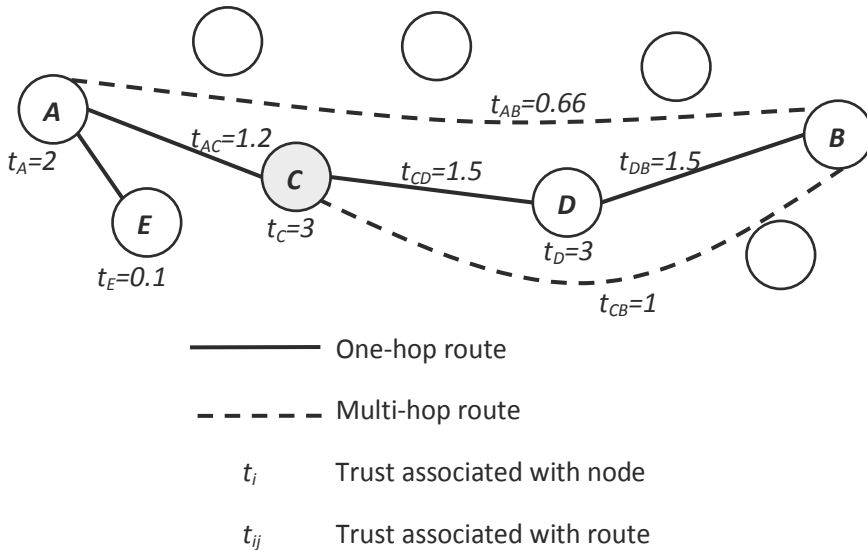 A
t_A=2
E
t_E=0.1
t_AC=1.2
C
t_C=3
t_AB=0.66
t_CD=1.5
D
t_D=3
t_DB=1.5
B
t_CB=1
One-hop route
Multi-hop route
t_i Trust associated with node
t_ij Trust associated with route